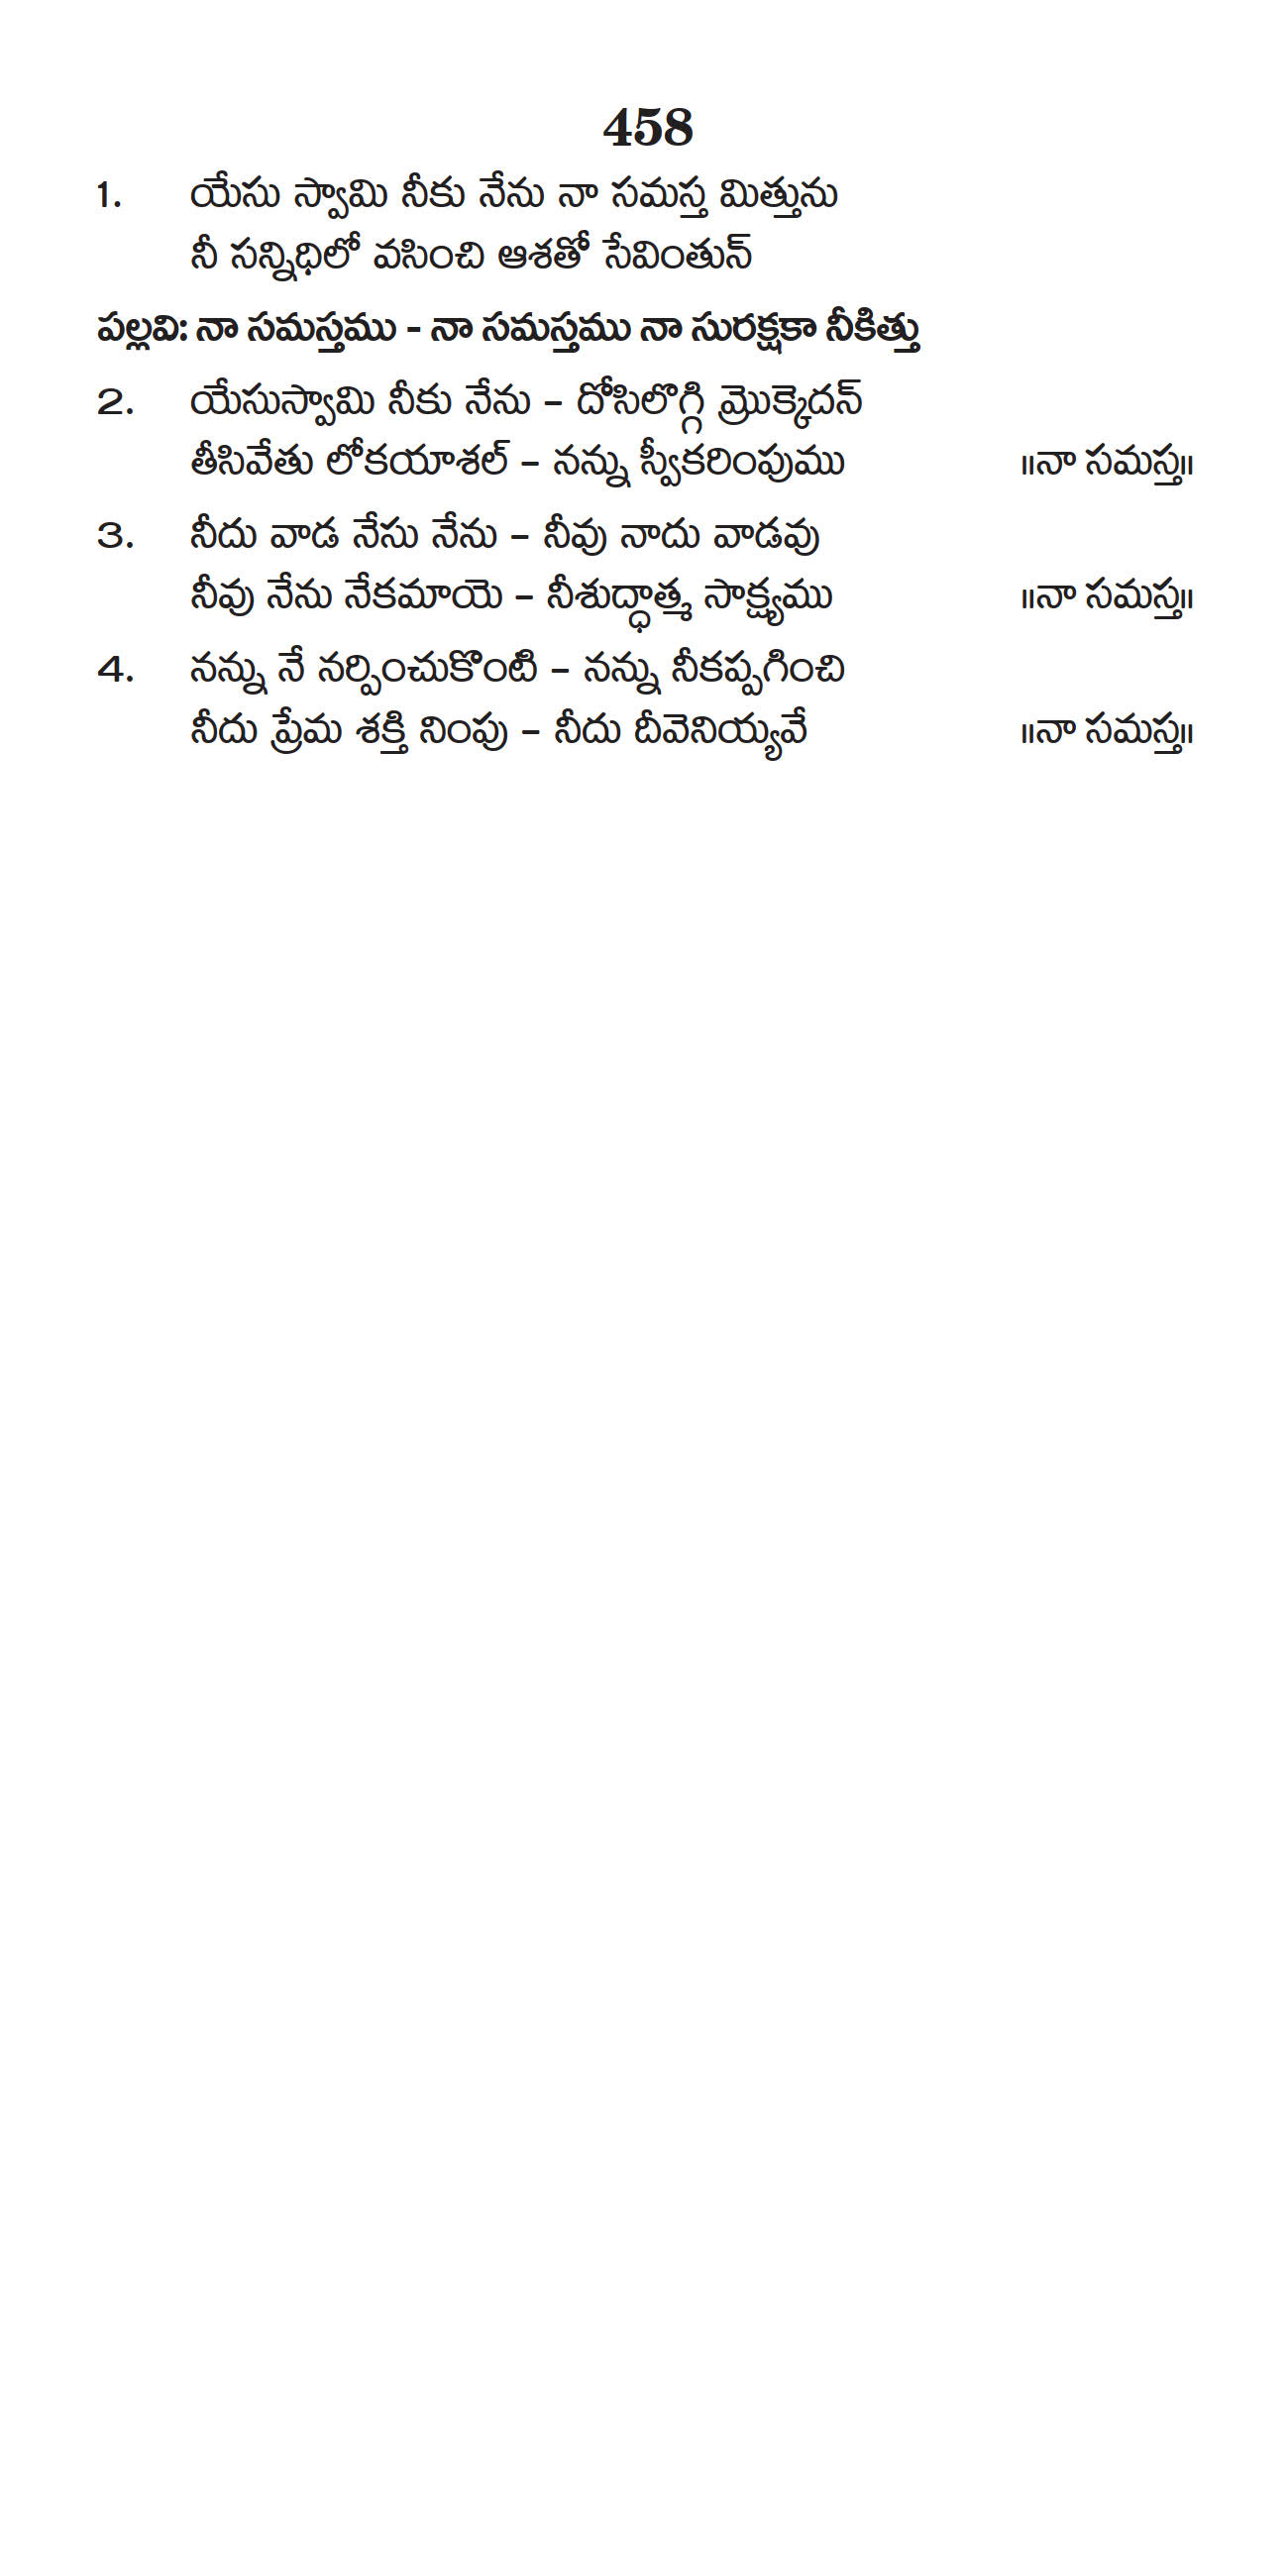 458
1. యేసు స్వామి నీకు నేను నా సమస్త మిత్తును
నీ సన్నిధిలో వసించి ఆశతో సేవింతున్
పల్లవి: నా సమస్తము - నా సమస్తము నా సురక్షకా నీకిత్తు
2. యేసుస్వామి నీకు నేను – దోసిలొగ్గి మ్రొక్కెదన్
తీసివేతు లోకయాశల్ – నన్ను స్వీకరింపుము ॥నా సమస్త॥
3. నీదు వాడ నేసు నేను – నీవు నాదు వాడవు
నీవు నేను నేకమాయె – నీశుద్ధాత్మ సాక్ష్యము ॥నా సమస్త॥
4. నన్ను నే నర్పించుకొంటి – నన్ను నీకప్పగించి
నీదు ప్రేమ శక్తి నింపు – నీదు దీవెనియ్యవే ॥నా సమస్త॥